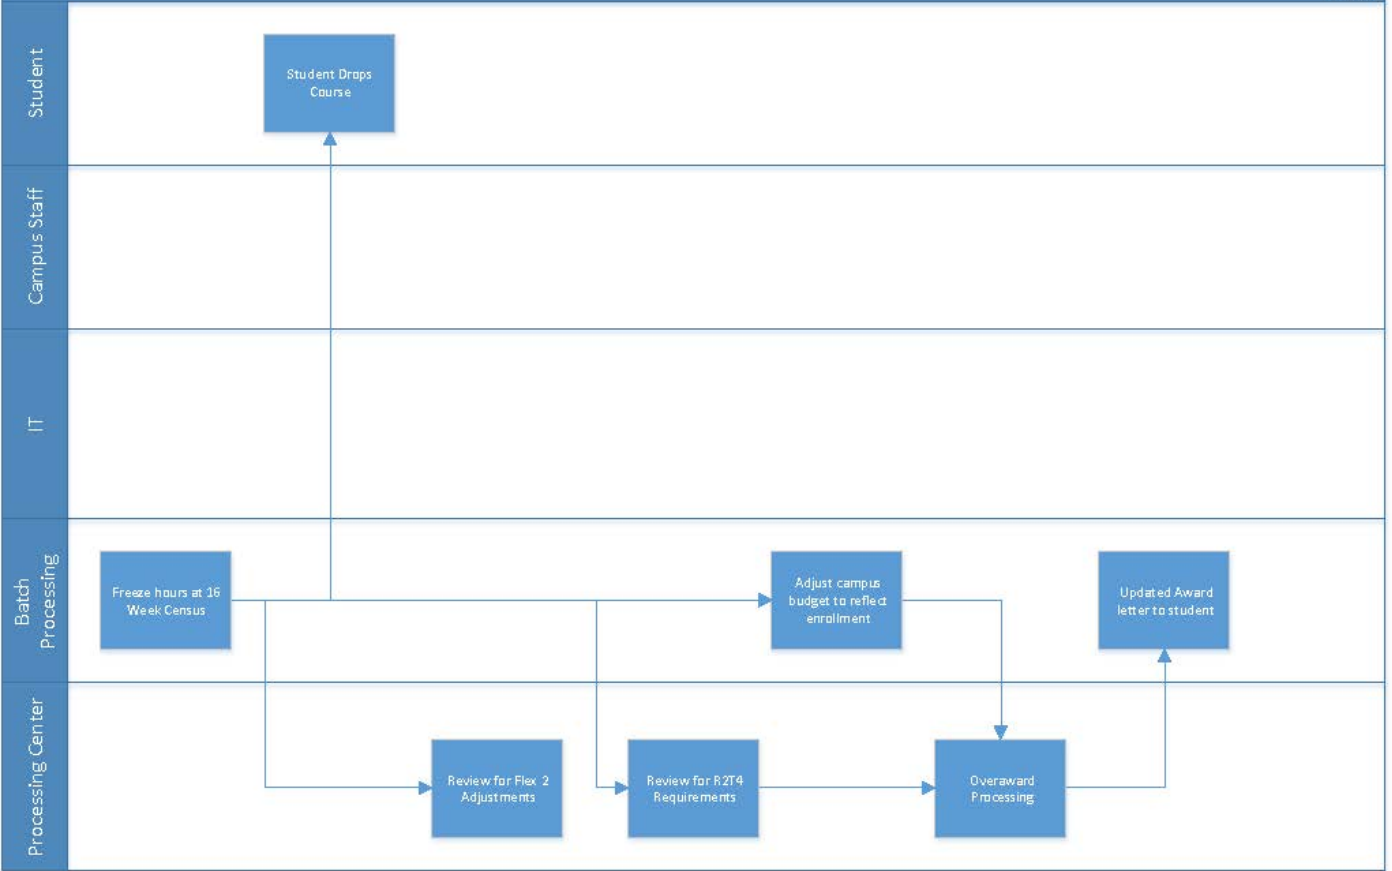 Student
Student Drops
Course
Campus Staff
IT
Batch
Processing
Freeze hours at 16
Week Census
Adjust campus
budget to reflect
enrollment
Updated Award
letter to student
Processing Center
Review for Flex 2
Adjustments
Review for R2T4
Requirements
Overaward
Processing